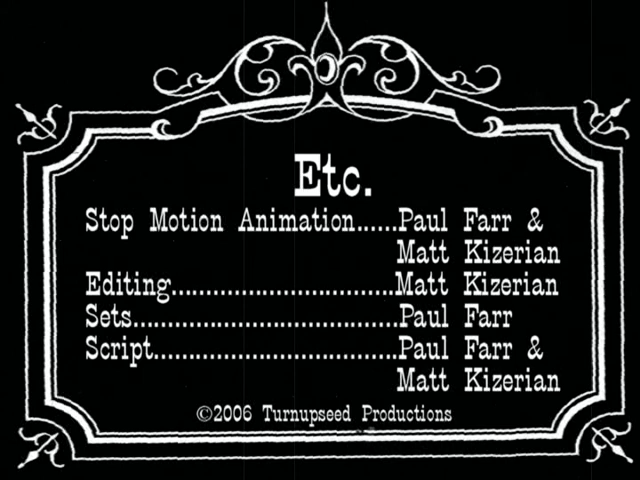 Etc.
Stop Motion Animation......Paul Farr &
Matt Kizerian
Editing................................Matt Kizerian
Sets......................................Paul Farr
Script...................................Paul Farr &
Matt Kizerian
©2006 Turnupseed Productions